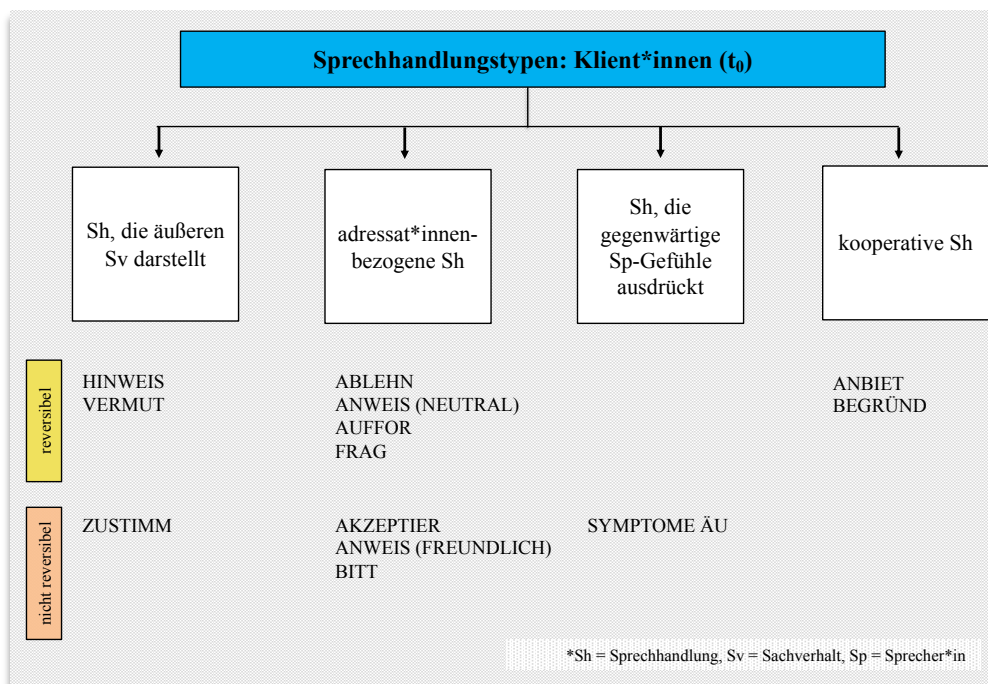 Sprechhandlungstypen: Klient*innen (t₀)
Sh, die äußeren
Sv darstellt
adressat*innen-
bezogene Sh
Sh, die
gegenwärtige
Sp-Gefühle
ausdrückt
kooperative Sh
reversibel
HINWEIS
VERMUT
ABLEHN
ANWEIS (NEUTRAL)
AUFFOR
FRAG
ANBIET
BEGRÜND
nicht reversibel
ZUSTIMM
AKZEPTIER
ANWEIS (FREUNDLICH)
BITT
SYMPTOME ÄU
*Sh = Sprechhandlung, Sv = Sachverhalt, Sp = Sprecher*in